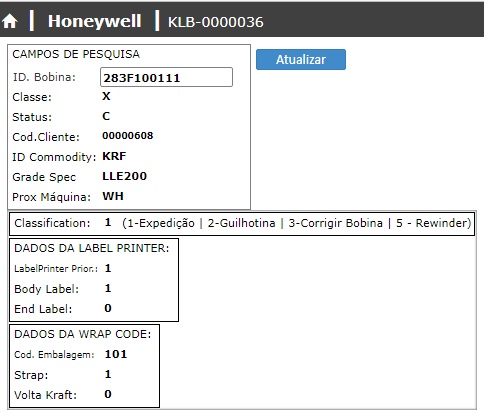 Honeywell | KLB-0000036
CAMPOS DE PESQUISA
Atualizar
ID. Bobina: 283F100111
Classe: X
Status: C
Cod.Cliente: 00000608
ID Commodity: KRF
Grade Spec LLE200
Prox Máquina: WH
Classification: 1 (1-Expedição | 2-Guilhotina | 3-Corrigir Bobina | 5 - Rewinder)
DADOS DA LABEL PRINTER:
LabelPrinter Prior.: 1
Body Label: 1
End Label: 0
DADOS DA WRAP CODE:
Cod. Embalagem: 101
Strap: 1
Volta Kraft: 0